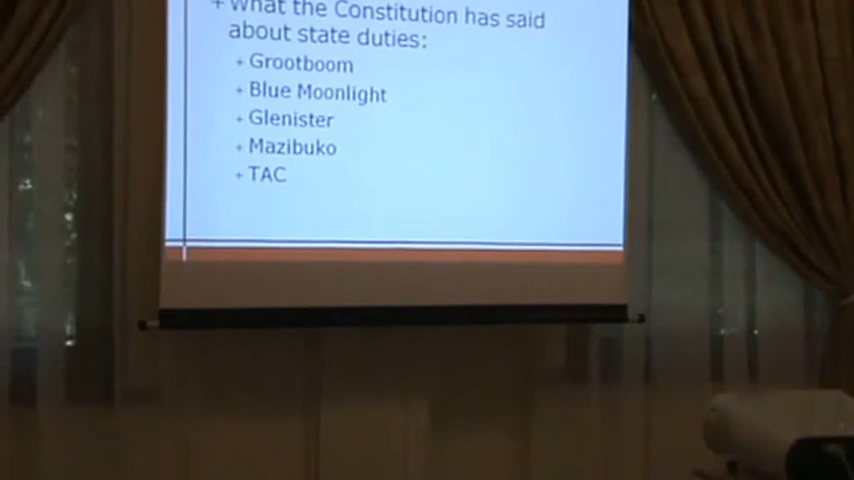 + What the Constitution has said
about state duties:
+ Grootboom
+ Blue Moonlight
+ Glenister
+ Mazibuko
+ TAC